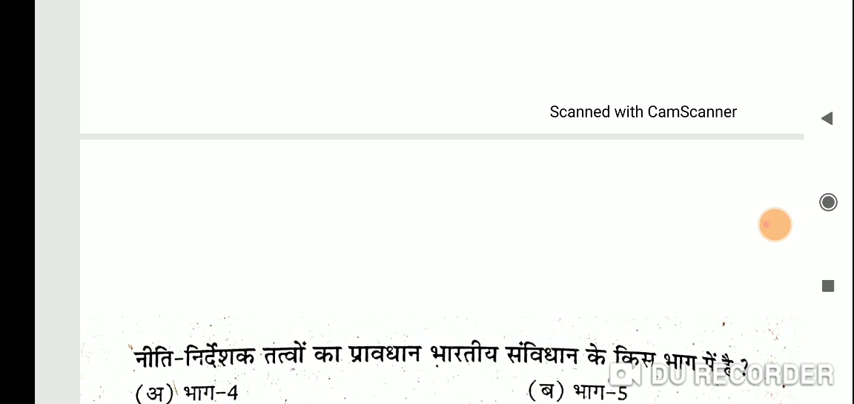 Scanned with CamScanner
नीति-निर्देशक तत्वों का प्रावधान भारतीय संविधान के किस भाग में है ?
DU RECORDER
(अ) भाग-4 (ब) भाग-5